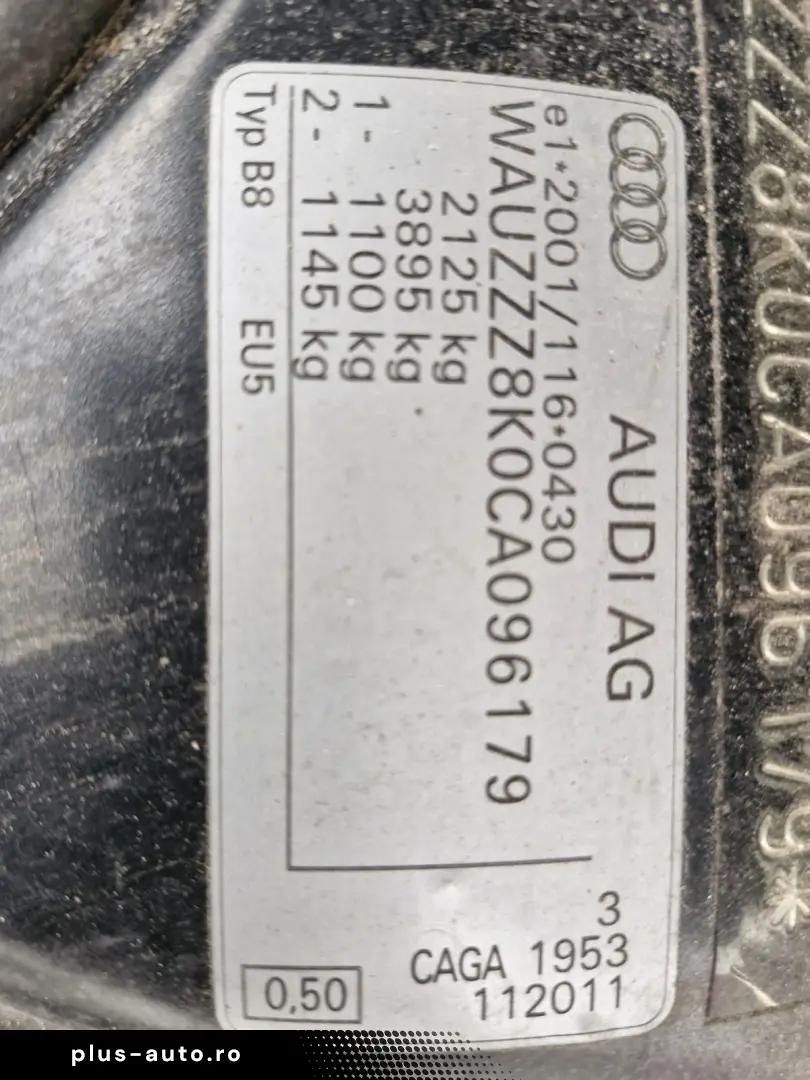 ZZZ8K0CA096179*
AUDI AG
e1*2001/116*0430
WAUZZZ8K0CA096179
2125 kg
3895 kg
1 - 1100 kg
2 - 1145 kg
Typ B8 EU5
3
CAGA 1953
112011
0,50
plus-auto.ro